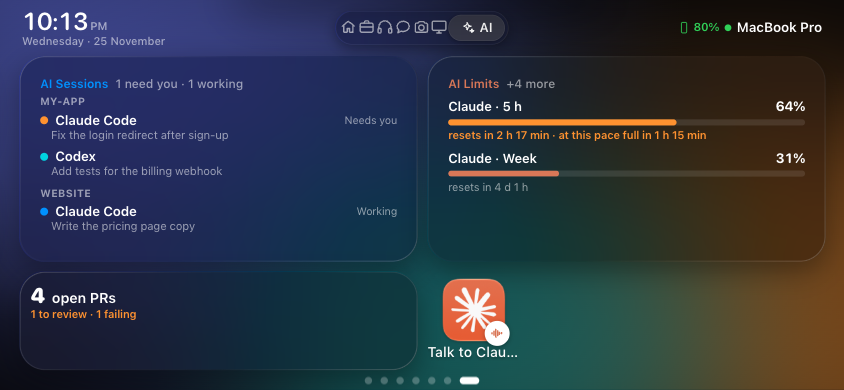 10:13 PM
Wednesday · 25 November
AI
80% MacBook Pro
AI Sessions 1 need you · 1 working
MY-APP
Claude Code Needs you
Fix the login redirect after sign-up
Codex
Add tests for the billing webhook
WEBSITE
Claude Code Working
Write the pricing page copy
AI Limits +4 more
Claude · 5 h 64%
resets in 2 h 17 min · at this pace full in 1 h 15 min
Claude · Week 31%
resets in 4 d 1 h
4 open PRs
1 to review · 1 failing
Talk to Clau...